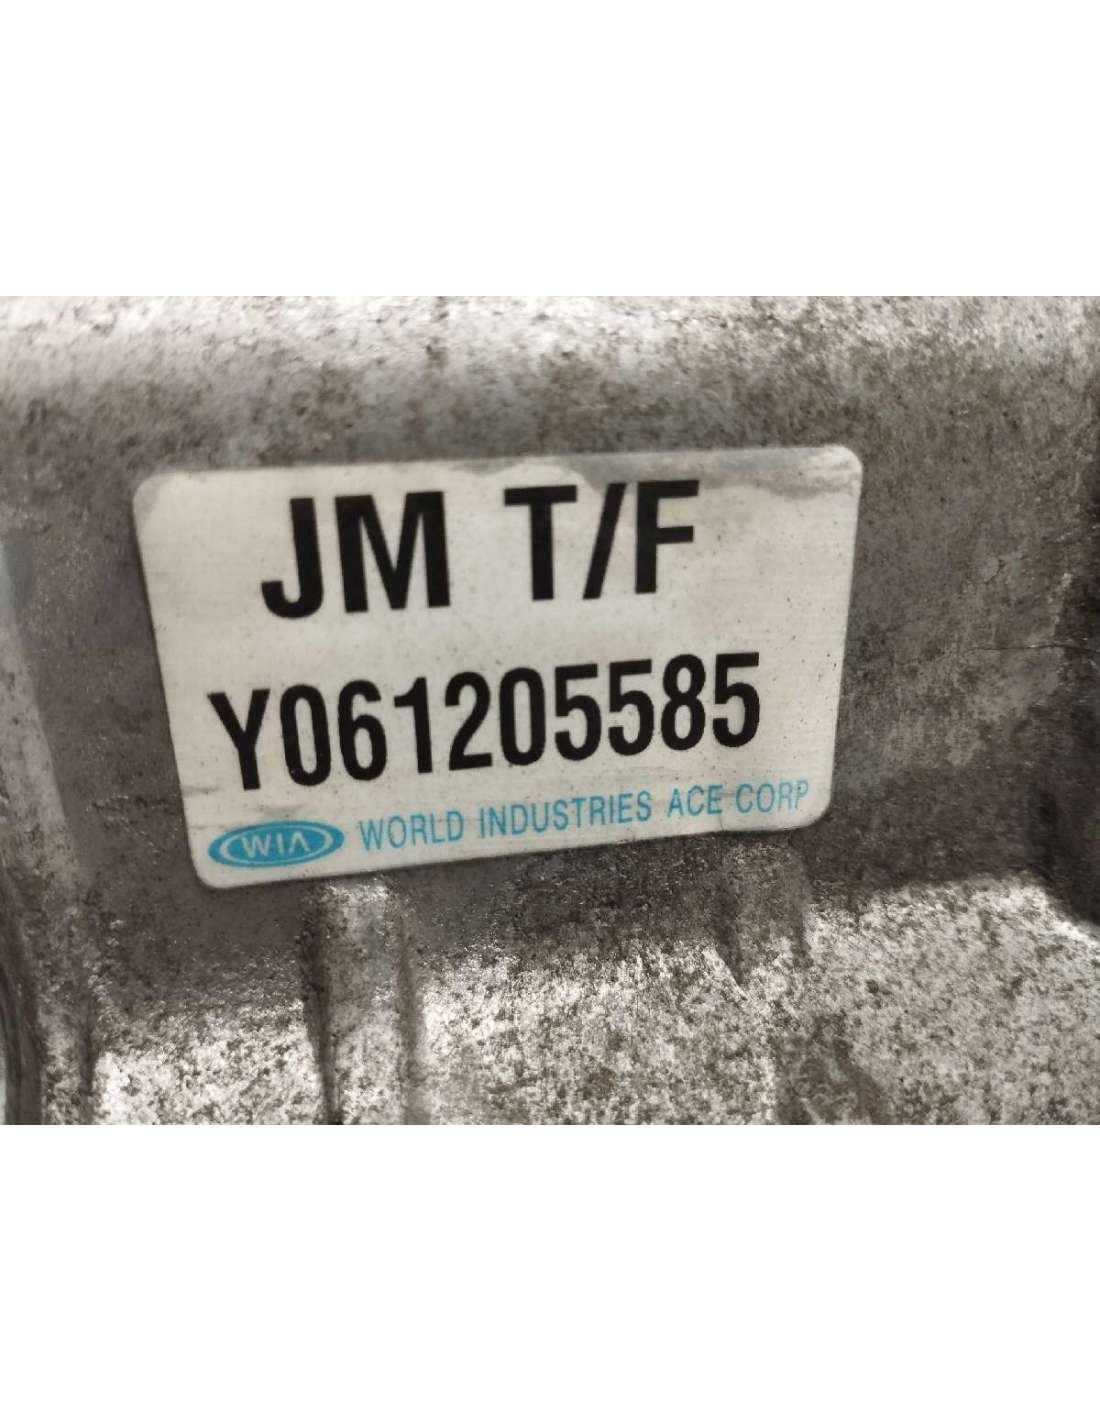 JM T/F
Y061205585
WIA WORLD INDUSTRIES ACE CORP